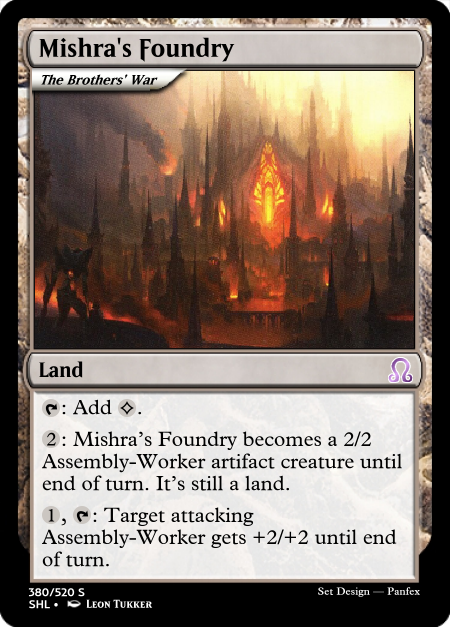 Mishra's Foundry
The Brothers' War
Land
: Add .
2: Mishra's Foundry becomes a 2/2
Assembly-Worker artifact creature until
end of turn. It's still a land.
1, : Target attacking
Assembly-Worker gets +2/+2 until end
of turn.
380/520 S
Set Design — Panfex
SHL • Leon Tukker